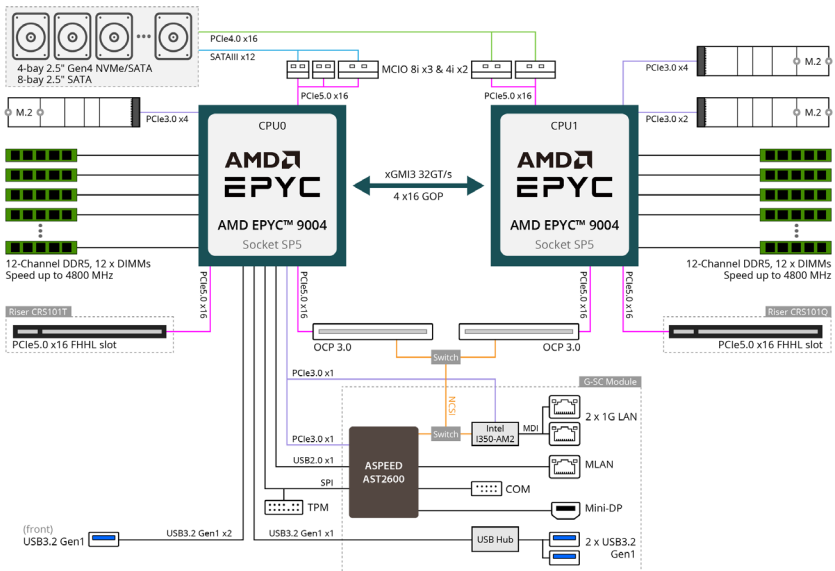 PCIe4.0 x16
SATAIII x12
4-bay 2.5" Gen4 NVMe/SATA
8-bay 2.5" SATA
MCIO 8i x3 & 4i x2
PCIe5.0 x16
PCIe5.0 x16
PCIe3.0 x4
M.2
M.2
PCIe3.0 x4
PCIe3.0 x2
M.2
CPU0
AMD
EPYC
AMD EPYC™ 9004
Socket SP5
xGMI3 32GT/s
4 x16 GOP
CPU1
AMD
EPYC
AMD EPYC™ 9004
Socket SP5
12-Channel DDR5, 12 x DIMMs
Speed up to 4800 MHz
12-Channel DDR5, 12 x DIMMs
Speed up to 4800 MHz
PCIe5.0 x16
PCIe5.0 x16
PCIe5.0 x16
PCIe5.0 x16
Riser CRS101T
PCIe5.0 x16 FHHL slot
Riser CRS101Q
PCIe5.0 x16 FHHL slot
OCP 3.0
OCP 3.0
Switch
PCIe3.0 x1
G-SC Module
NCSI
2 x 1G LAN
Switch
Intel
I350-AM2
MDI
PCIe3.0 x1
USB2.0 x1
ASPEED
AST2600
MLAN
SPI
COM
TPM
Mini-DP
(front)
USB3.2 Gen1
USB3.2 Gen1 x2
USB3.2 Gen1 x1
USB Hub
2 x USB3.2
Gen1